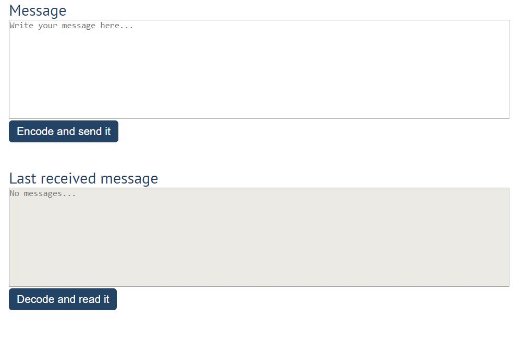 Message
Write your message here...
Encode and send it
Last received message
No messages...
Decode and read it